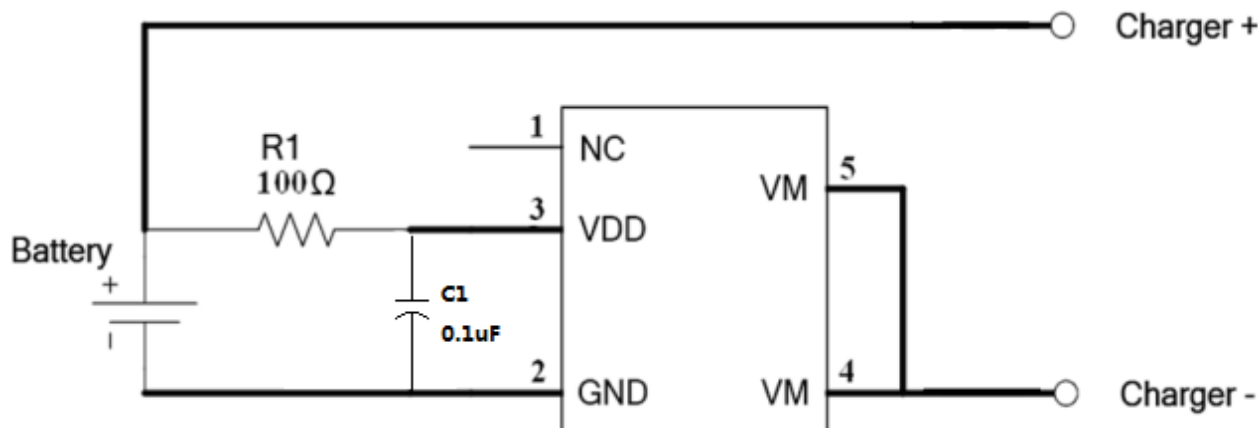 Charger +
R1
100Ω
1
NC
VM
5
3
VDD
Battery
+
C1
0.1uF
–
2
GND
VM
4
Charger -